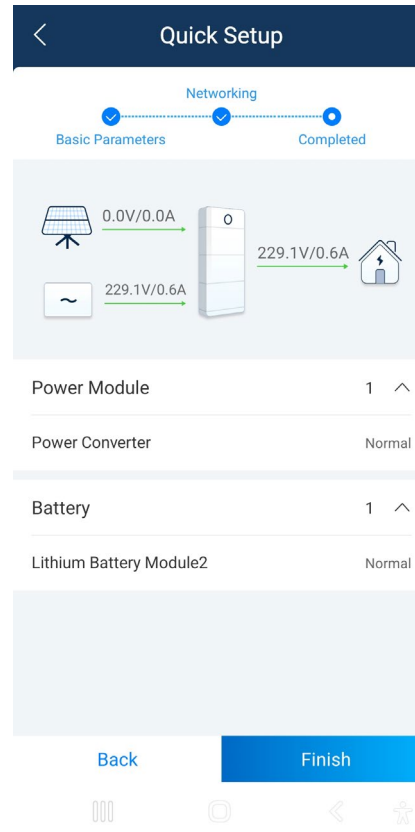 Quick Setup
Networking
Basic Parameters
Completed
0.0V/0.0A
229.1V/0.6A
229.1V/0.6A
Power Module 1
Power Converter Normal
Battery 1
Lithium Battery Module2 Normal
Back Finish